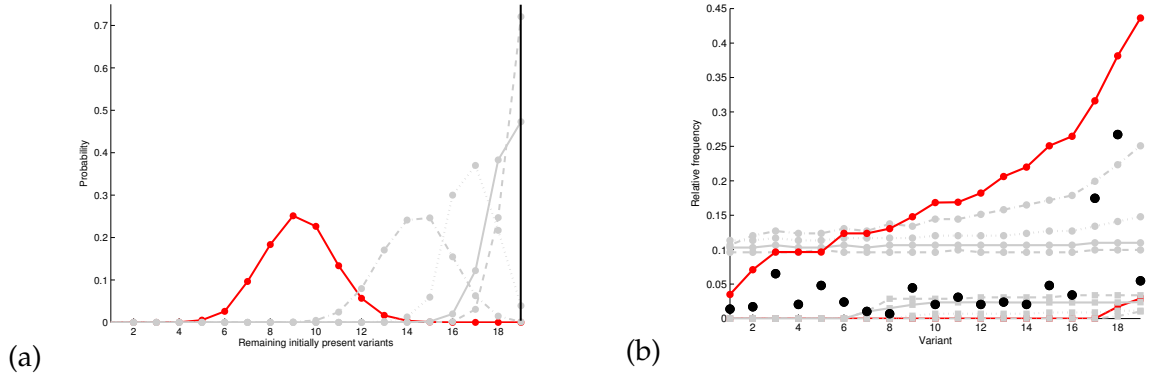 0.7
0.6
0.5
0.4
0.3
0.2
0.1
0
Probability
2 4 6 8 10 12 14 16 18
Remaining initially present variants
(a)
0.45
0.4
0.35
0.3
0.25
0.2
0.15
0.1
0.05
0
Relative frequency
2 4 6 8 10 12 14 16 18
Variant
(b)